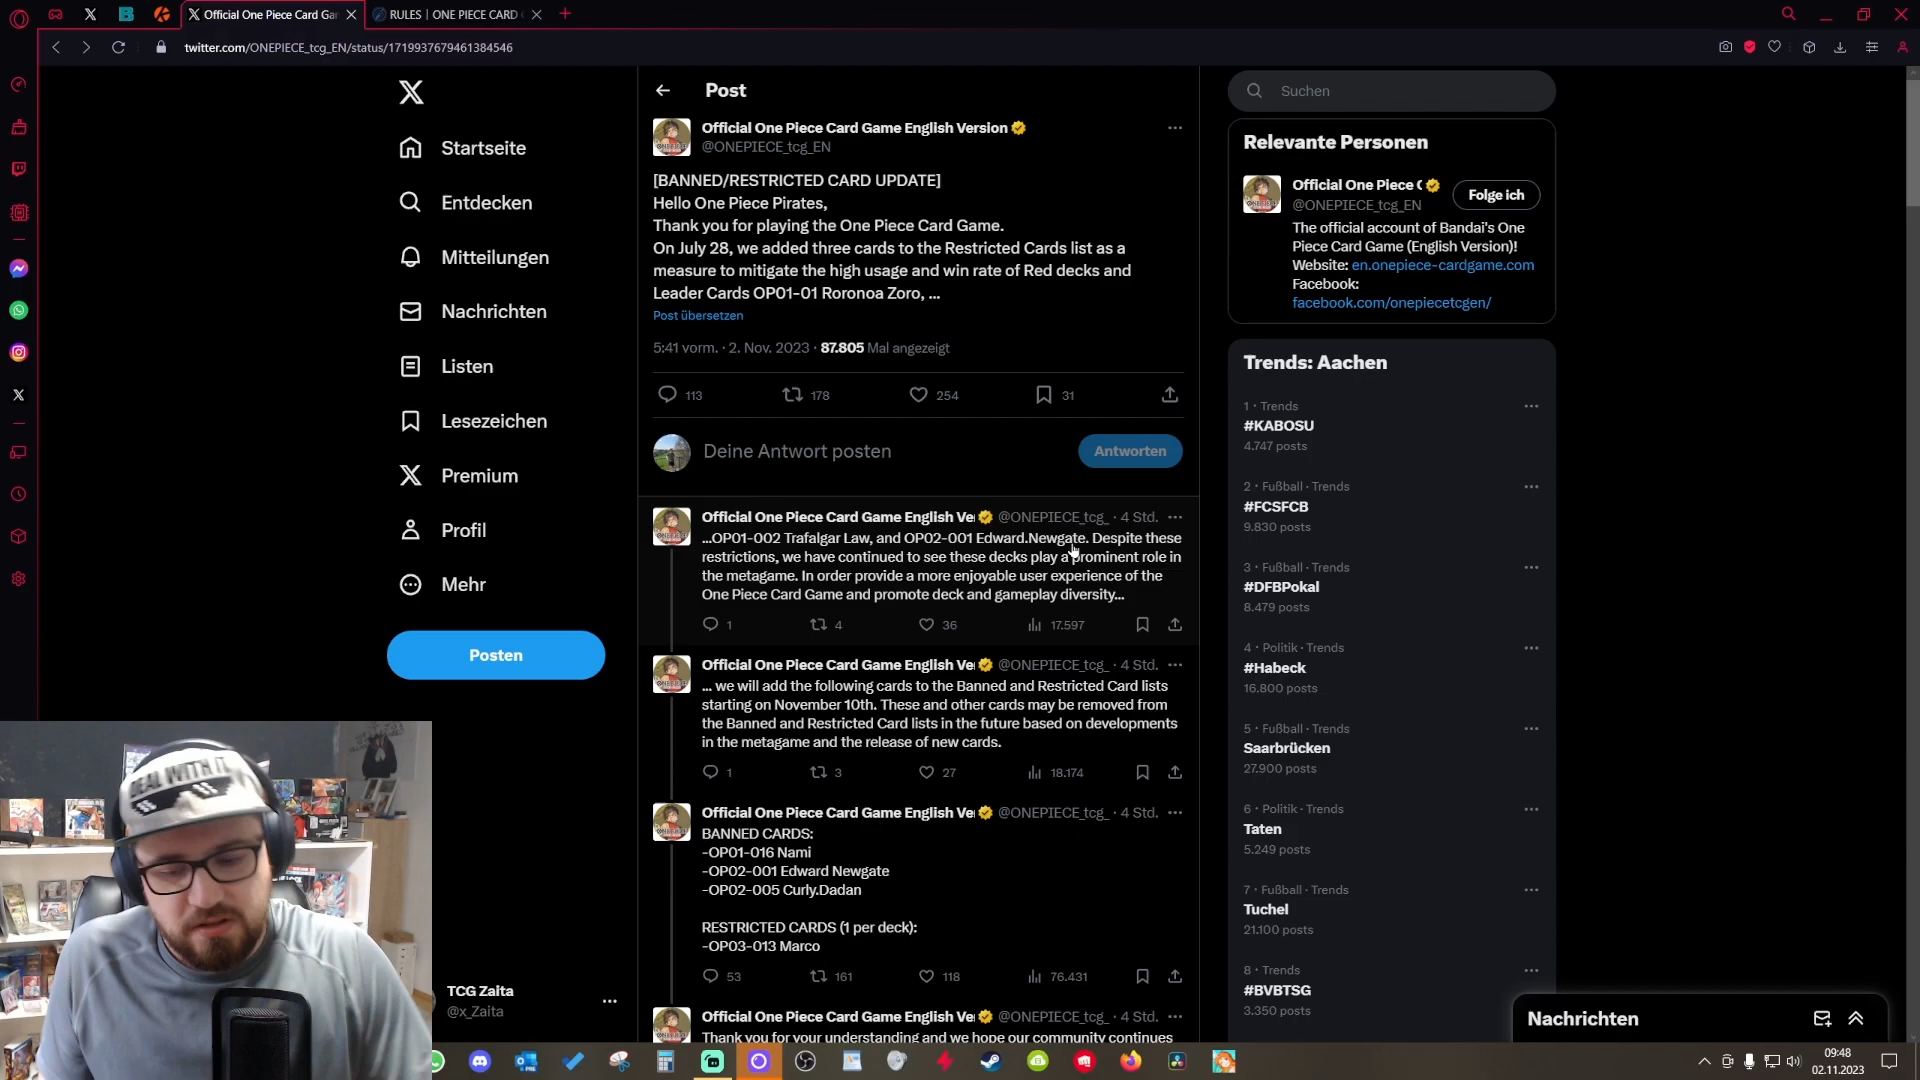 Official One Piece Card Ga
RULES | ONE PIECE CARD
twitter.com/ONEPIECE_tcg_EN/status/1719937679461384546
Startseite
Entdecken
Mitteilungen
Nachrichten
Listen
Lesezeichen
Premium
Profil
Mehr
Posten
TCG Zaita
@x_Zaita
Post
Official One Piece Card Game English Version
@ONEPIECE_tcg_EN
[BANNED/RESTRICTED CARD UPDATE]
Hello One Piece Pirates,
Thank you for playing the One Piece Card Game.
On July 28, we added three cards to the Restricted Cards list as a
measure to mitigate the high usage and win rate of Red decks and
Leader Cards OP01-01 Roronoa Zoro, ...
Post übersetzen
5:41 vorm. · 2. Nov. 2023 · 87.805 Mal angezeigt
113 178 254 31
Deine Antwort posten
Antworten
Official One Piece Card Game English Ve @ONEPIECE_tcg_ · 4 Std.
...OP01-002 Trafalgar Law, and OP02-001 Edward.Newgate. Despite these
restrictions, we have continued to see these decks play a prominent role in
the metagame. In order provide a more enjoyable user experience of the
One Piece Card Game and promote deck and gameplay diversity...
1 4 36 17.597
Official One Piece Card Game English Ve @ONEPIECE_tcg_ · 4 Std.
... we will add the following cards to the Banned and Restricted Card lists
starting on November 10th. These and other cards may be removed from
the Banned and Restricted Card lists in the future based on developments
in the metagame and the release of new cards.
1 3 27 18.174
Official One Piece Card Game English Ve @ONEPIECE_tcg_ · 4 Std.
BANNED CARDS:
-OP01-016 Nami
-OP02-001 Edward Newgate
-OP02-005 Curly.Dadan
RESTRICTED CARDS (1 per deck):
-OP03-013 Marco
53 161 118 76.431
Official One Piece Card Game English Ve @ONEPIECE_tcg_ · 4 Std.
Thank you for your understanding and we hope our community continues
Suchen
Relevante Personen
Official One Piece
@ONEPIECE_tcg_EN
Folge ich
The official account of Bandai's One
Piece Card Game (English Version)!
Website: en.onepiece-cardgame.com
Facebook:
facebook.com/onepiecetcgen/
Trends: Aachen
1 · Trends
#KABOSU
4.747 posts
2 · Fußball · Trends
#FCSFCB
9.830 posts
3 · Fußball · Trends
#DFBPokal
8.479 posts
4 · Politik · Trends
#Habeck
16.800 posts
5 · Fußball · Trends
Saarbrücken
27.900 posts
6 · Politik · Trends
Taten
5.249 posts
7 · Fußball · Trends
Tuchel
21.100 posts
8 · Trends
#BVBTSG
3.350 posts
Nachrichten
09:48
02.11.2023
DEAL WITH IT